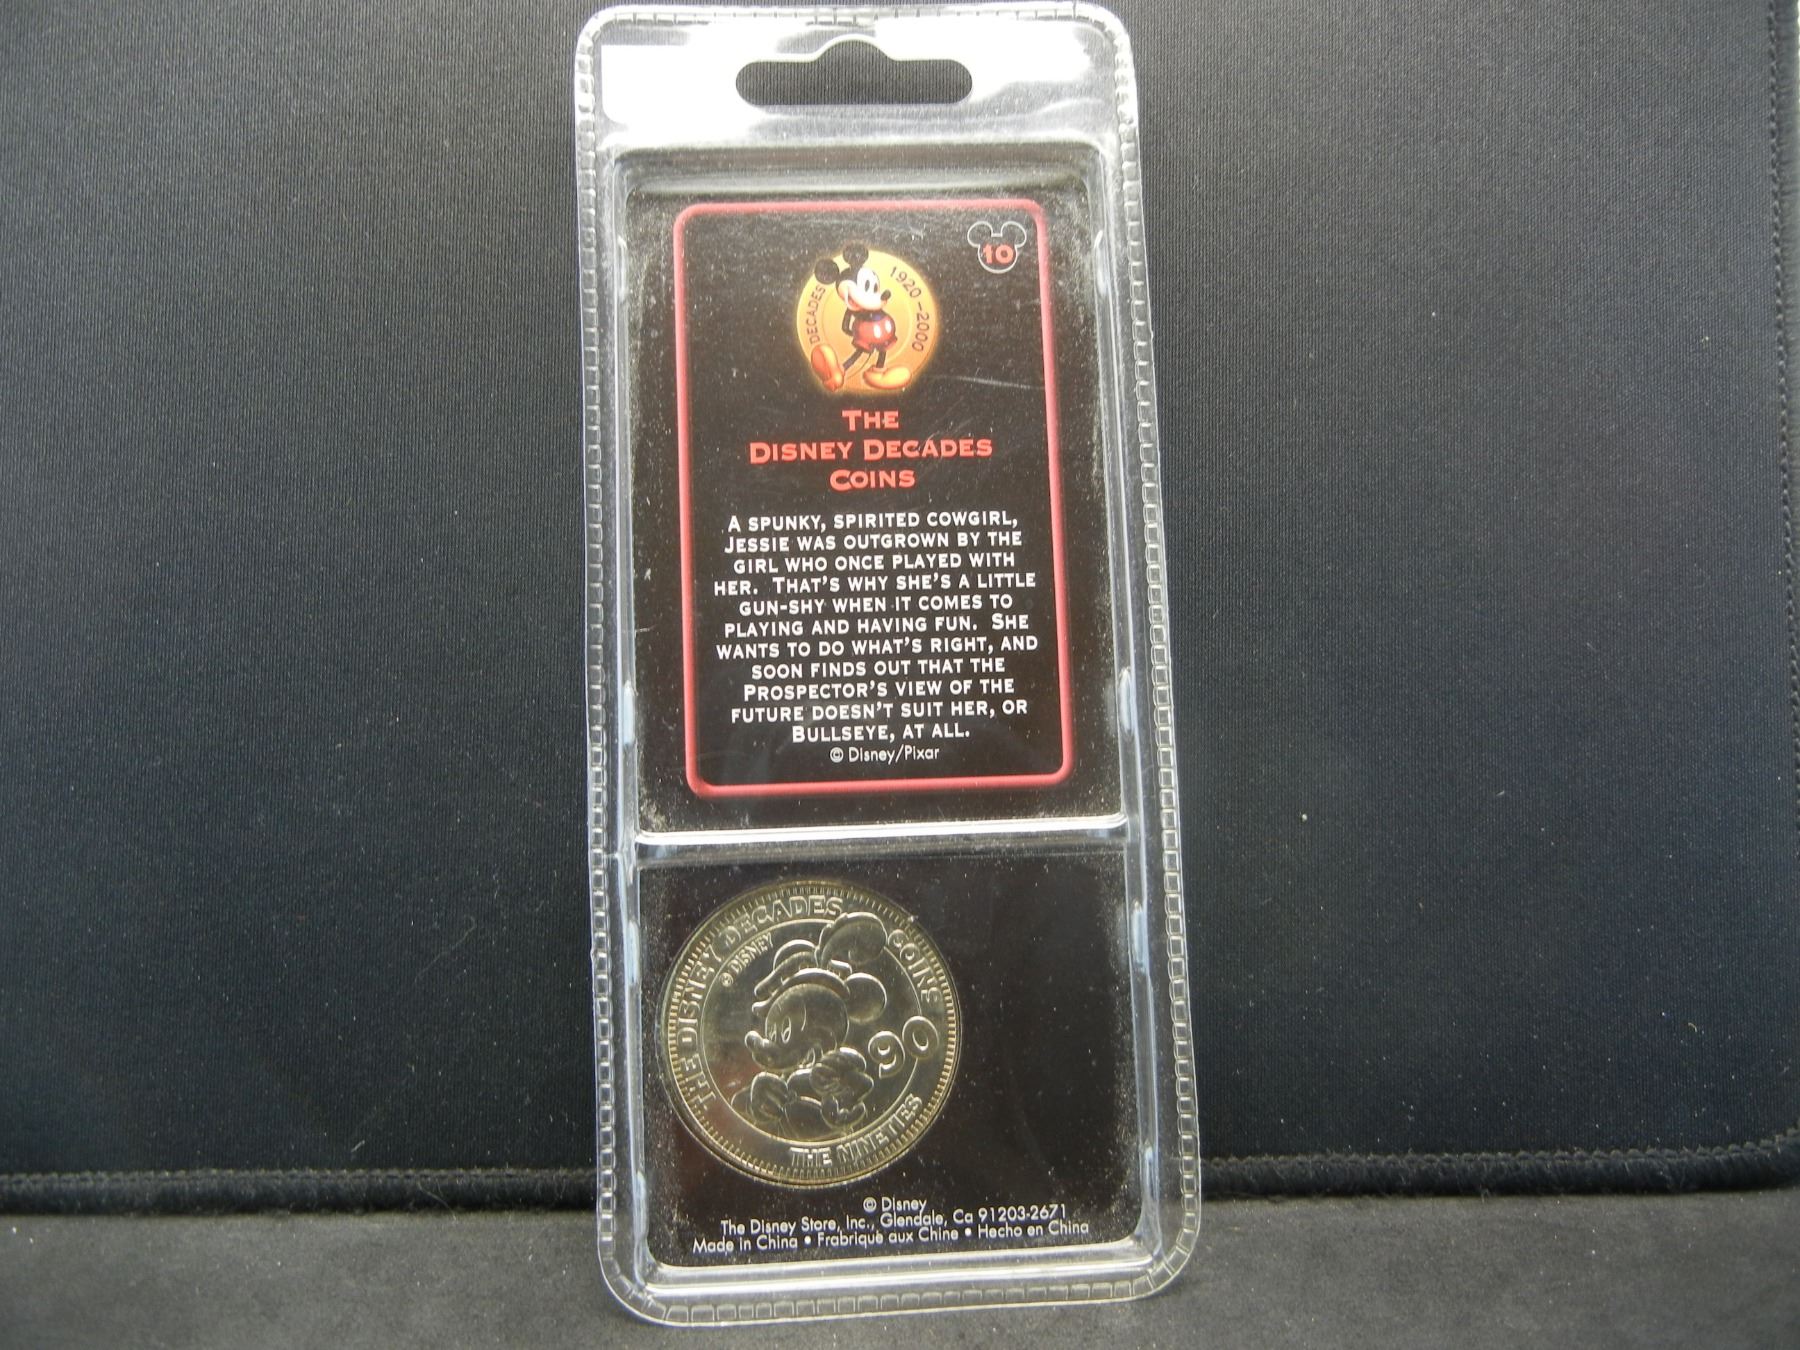 10
DECADES 1920-2000
THE
DISNEY DECADES
COINS
A SPUNKY, SPIRITED COWGIRL,
JESSIE WAS OUTGROWN BY THE
GIRL WHO ONCE PLAYED WITH
HER. THAT'S WHY SHE'S A LITTLE
GUN-SHY WHEN IT COMES TO
PLAYING AND HAVING FUN. SHE
WANTS TO DO WHAT'S RIGHT, AND
SOON FINDS OUT THAT THE
PROSPECTOR'S VIEW OF THE
FUTURE DOESN'T SUIT HER, OR
BULLSEYE, AT ALL.
© Disney/Pixar
THE DISNEY DECADES COINS
© DISNEY
90
THE NINETIES
© Disney
The Disney Store, Inc., Glendale, Ca 91203-2671
Made in China • Frabriqué aux Chine • Hecho en China